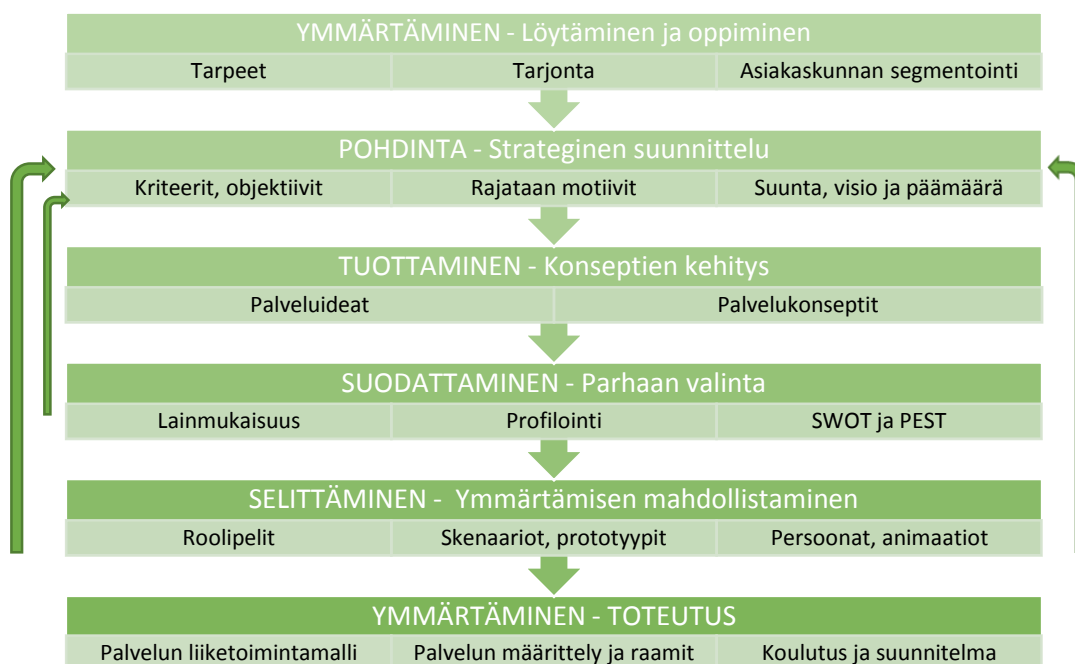 YMMÄRTÄMINEN - Löytäminen ja oppiminen
Tarpeet Tarjonta Asiakaskunnan segmentointi
POHDINTA - Strateginen suunnittelu
Kriteerit, objektiivit Rajataan motiivit Suunta, visio ja päämäärä
TUOTTAMINEN - Konseptien kehitys
Palveluideat Palvelukonseptit
SUODATTAMINEN - Parhaan valinta
Lainmukaisuus Profilointi SWOT ja PEST
SELITTÄMINEN - Ymmärtämisen mahdollistaminen
Roolipelit Skenaariot, prototyypit Persoonat, animaatiot
YMMÄRTÄMINEN - TOTEUTUS
Palvelun liiketoimintamalli Palvelun määrittely ja raamit Koulutus ja suunnitelma